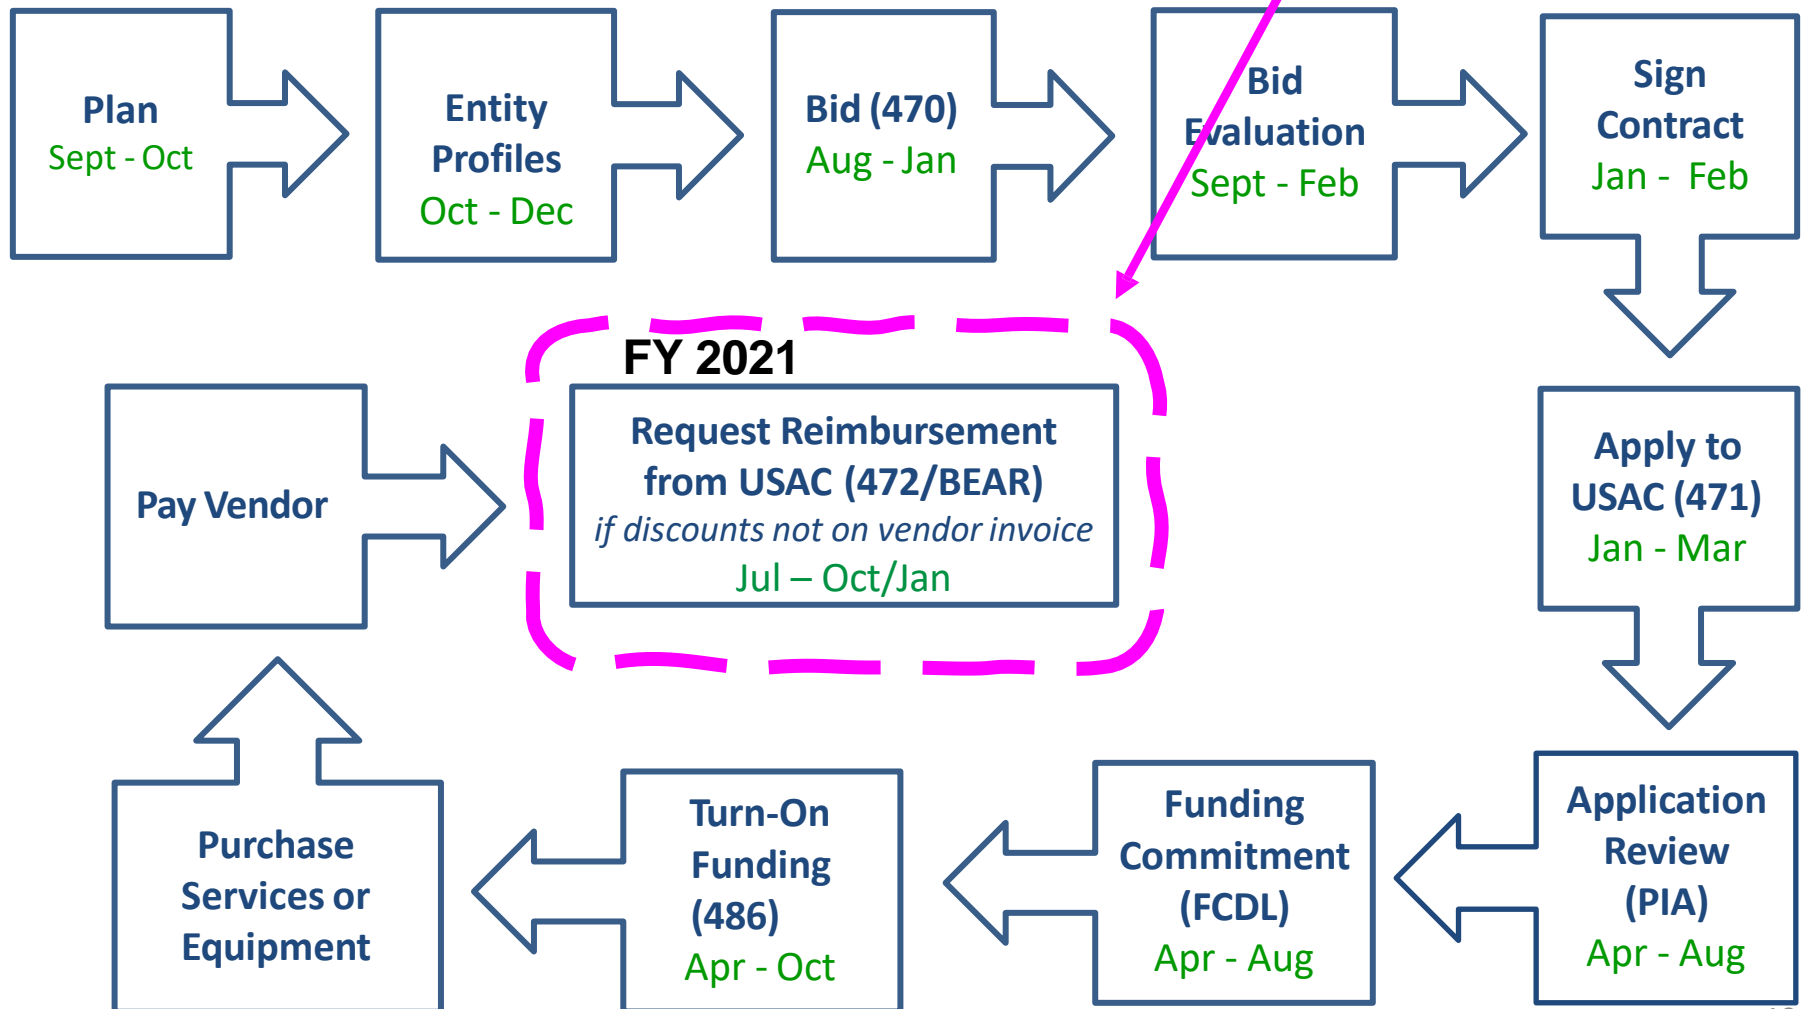 Plan
Sept - Oct
Entity
Profiles
Oct - Dec
Bid (470)
Aug - Jan
Bid
Evaluation
Sept - Feb
Sign
Contract
Jan - Feb
Apply to
USAC (471)
Jan - Mar
Application
Review
(PIA)
Apr - Aug
Funding
Commitment
(FCDL)
Apr - Aug
Turn-On
Funding
(486)
Apr - Oct
Purchase
Services or
Equipment
Pay Vendor
FY 2021
Request Reimbursement
from USAC (472/BEAR)
if discounts not on vendor invoice
Jul – Oct/Jan